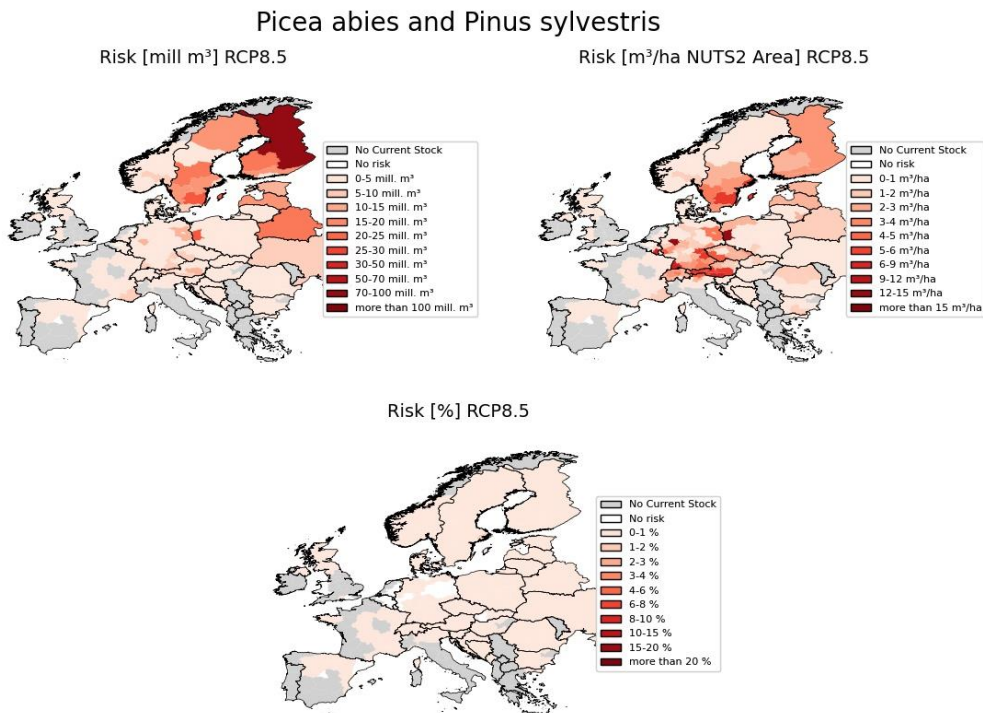 Picea abies and Pinus sylvestris
Risk [mill m³] RCP8.5
No Current Stock
No risk
0-5 mill. m³
5-10 mill. m³
10-15 mill. m³
15-20 mill. m³
20-25 mill. m³
25-30 mill. m³
30-50 mill. m³
50-70 mill. m³
70-100 mill. m³
more than 100 mill. m³
Risk [m³/ha NUTS2 Area] RCP8.5
No Current Stock
No risk
0-1 m³/ha
1-2 m³/ha
2-3 m³/ha
3-4 m³/ha
4-5 m³/ha
5-6 m³/ha
6-9 m³/ha
9-12 m³/ha
12-15 m³/ha
more than 15 m³/ha
Risk [%] RCP8.5
No Current Stock
No risk
0-1 %
1-2 %
2-3 %
3-4 %
4-6 %
6-8 %
8-10 %
10-15 %
15-20 %
more than 20 %